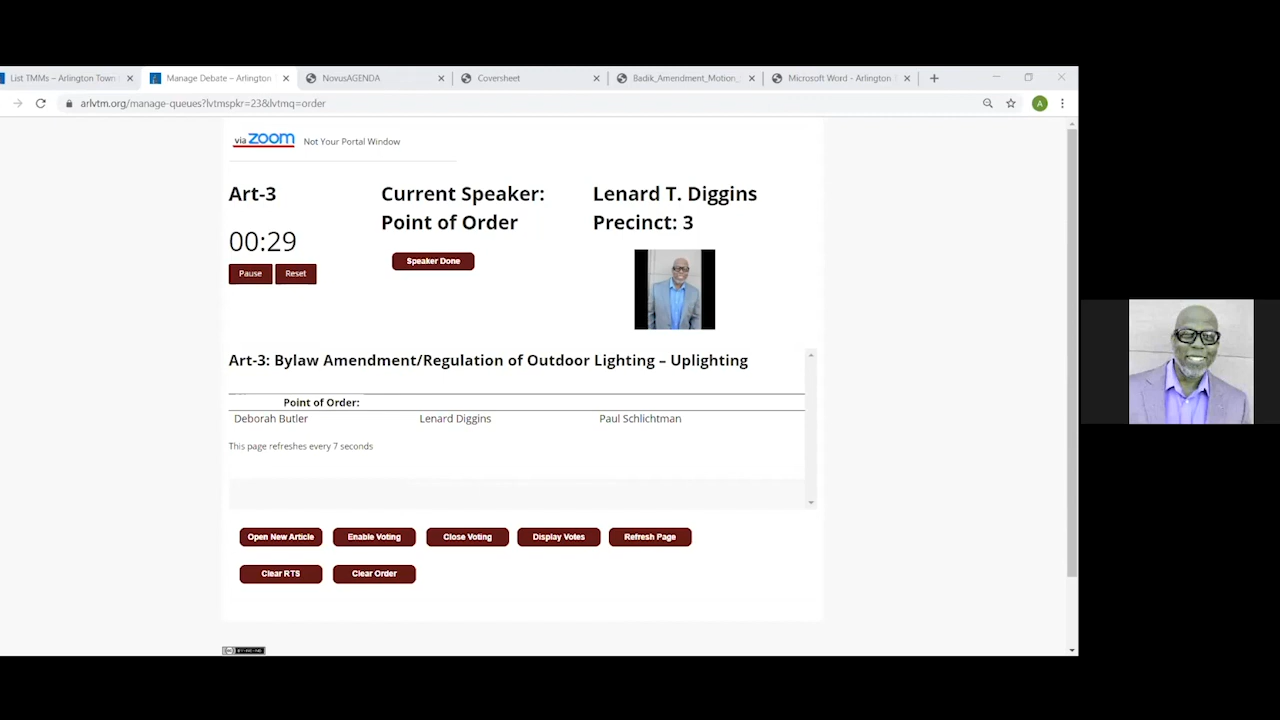 List TMMs – Arlington Town
Manage Debate – Arlington
NovusAGENDA
Coversheet
Badik_Amendment_Motion_
Microsoft Word - Arlington
arlvtm.org/manage-queues?lvtmspkr=23&lvtmq=order
A
via zoom Not Your Portal Window
Art-3
Current Speaker:
Point of Order
Lenard T. Diggins
Precinct: 3
00:29
Pause Reset
Speaker Done
Art-3: Bylaw Amendment/Regulation of Outdoor Lighting – Uplighting
Point of Order:
Deborah Butler Lenard Diggins Paul Schlichtman
This page refreshes every 7 seconds
Open New Article Enable Voting Close Voting Display Votes Refresh Page
Clear RTS Clear Order